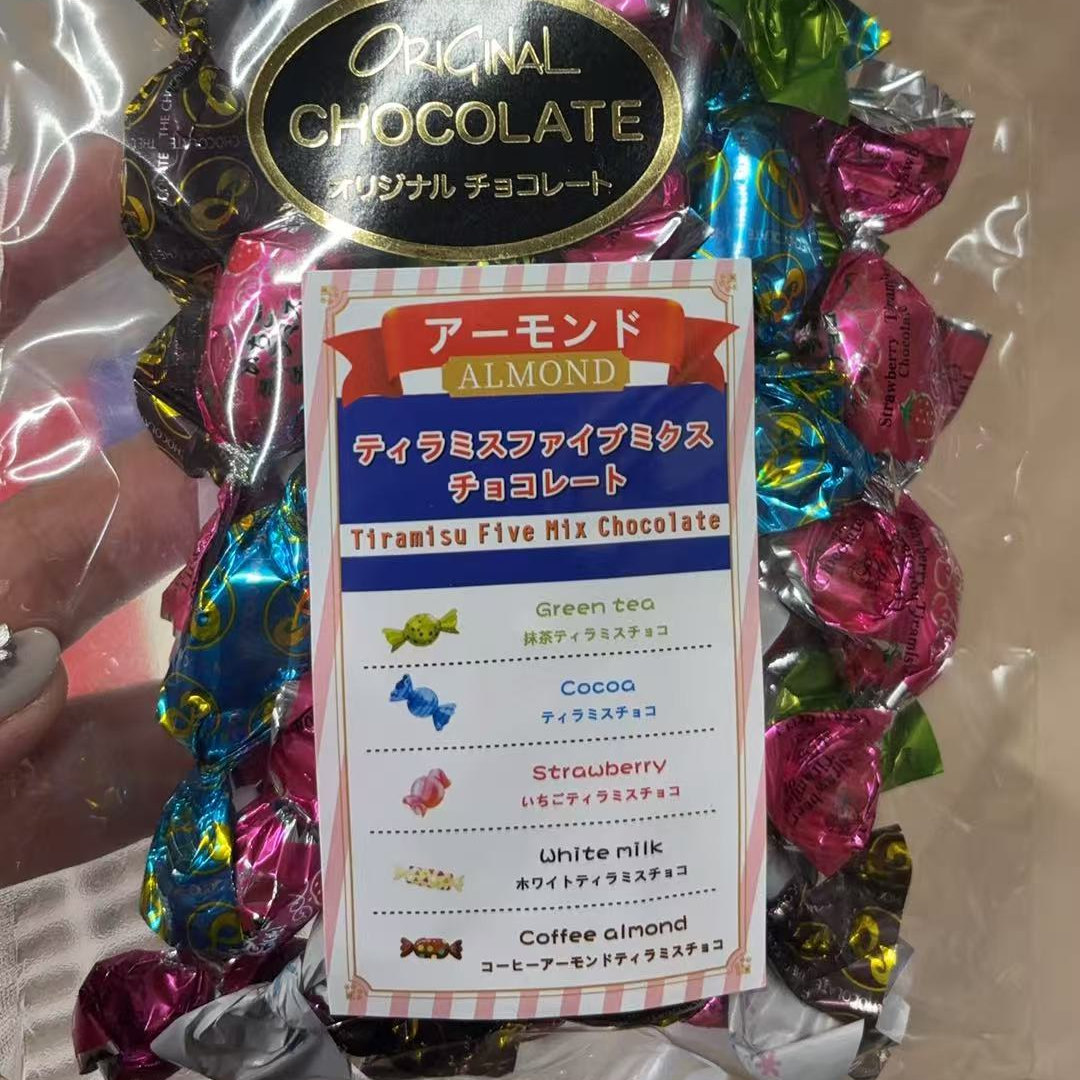 ORIGINAL
CHOCOLATE
オリジナル チョコレート
アーモンド
ALMOND
ティラミスファイブミクス
チョコレート
Tiramisu Five Mix Chocolate
Green tea
抹茶ティラミスチョコ
Cocoa
ティラミスチョコ
Strawberry
いちごティラミスチョコ
White milk
ホワイトティラミスチョコ
Coffee almond
コーヒーアーモンドティラミスチョコ
Strawberry Tiramisu
Chocolate